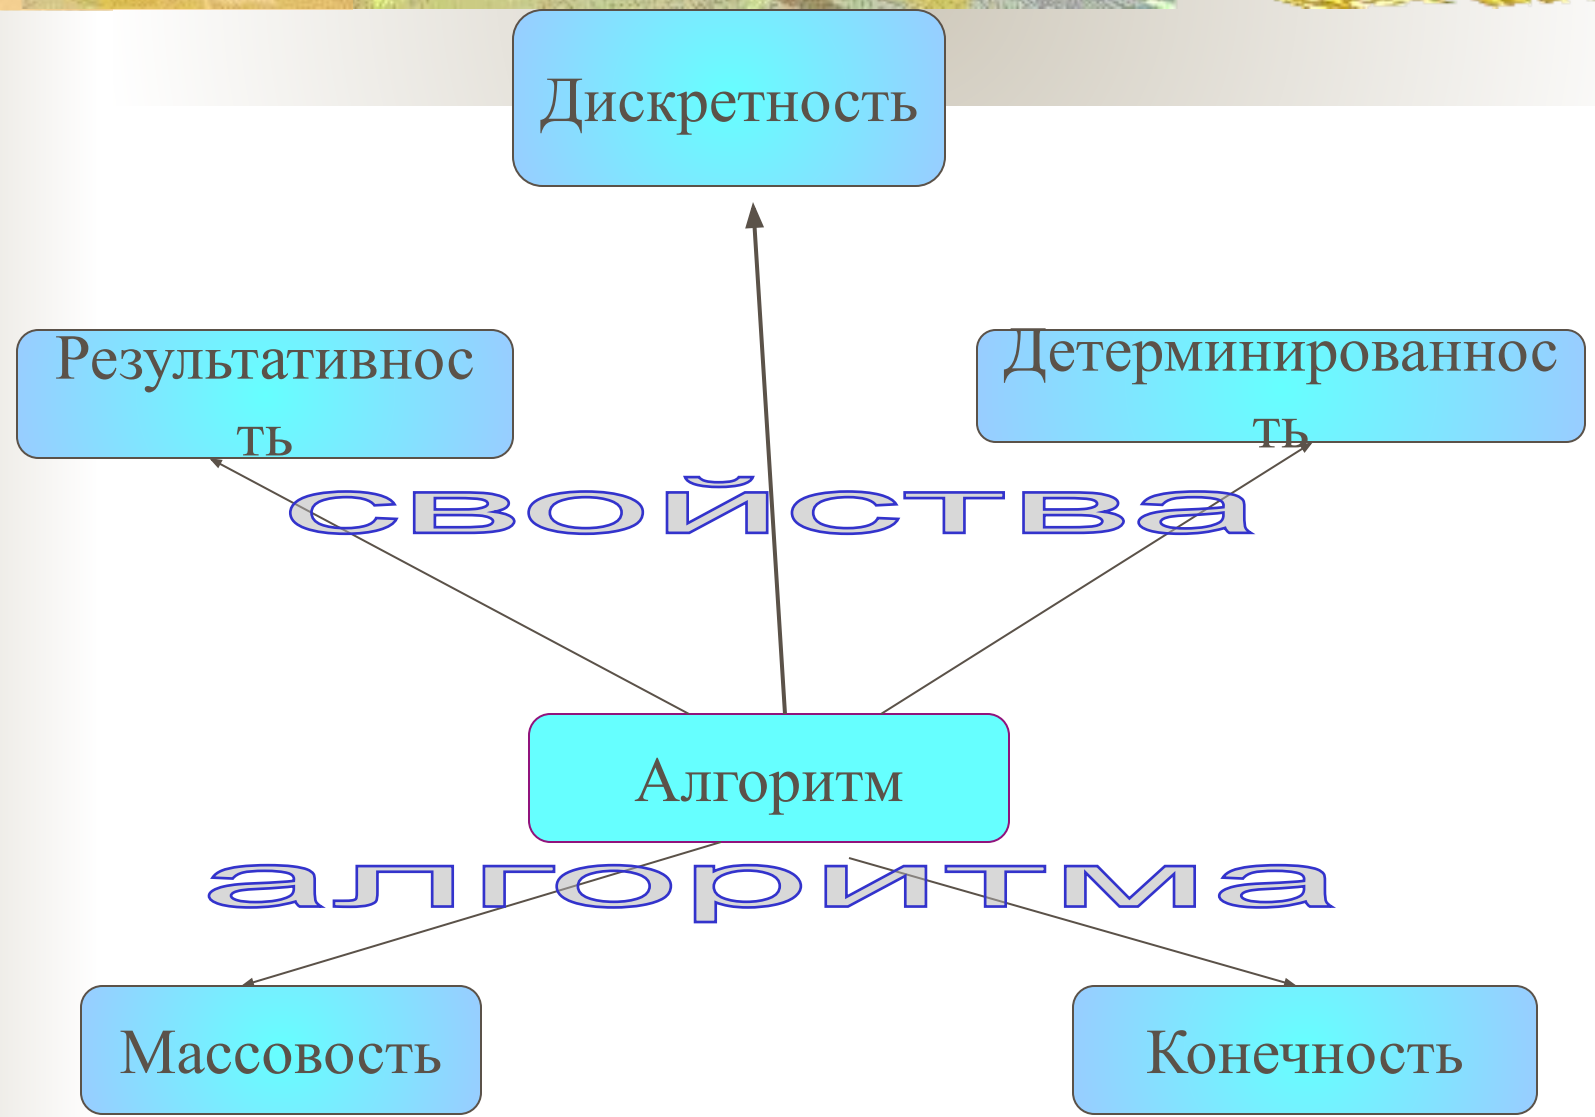 Дискретность
Результативнос
ть
Детерминированнос
ть
свойства
Алгоритм
алгоритма
Массовость
Конечность